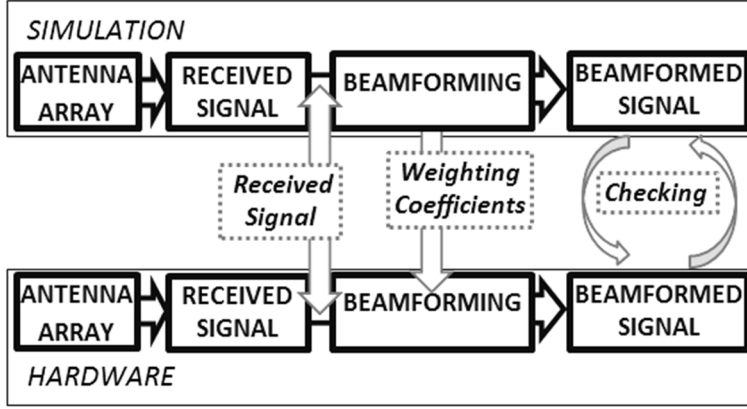 SIMULATION
ANTENNA
ARRAY
RECEIVED
SIGNAL
BEAMFORMING
BEAMFORMED
SIGNAL
Received
Signal
Weighting
Coefficients
Checking
ANTENNA
ARRAY
RECEIVED
SIGNAL
BEAMFORMING
BEAMFORMED
SIGNAL
HARDWARE